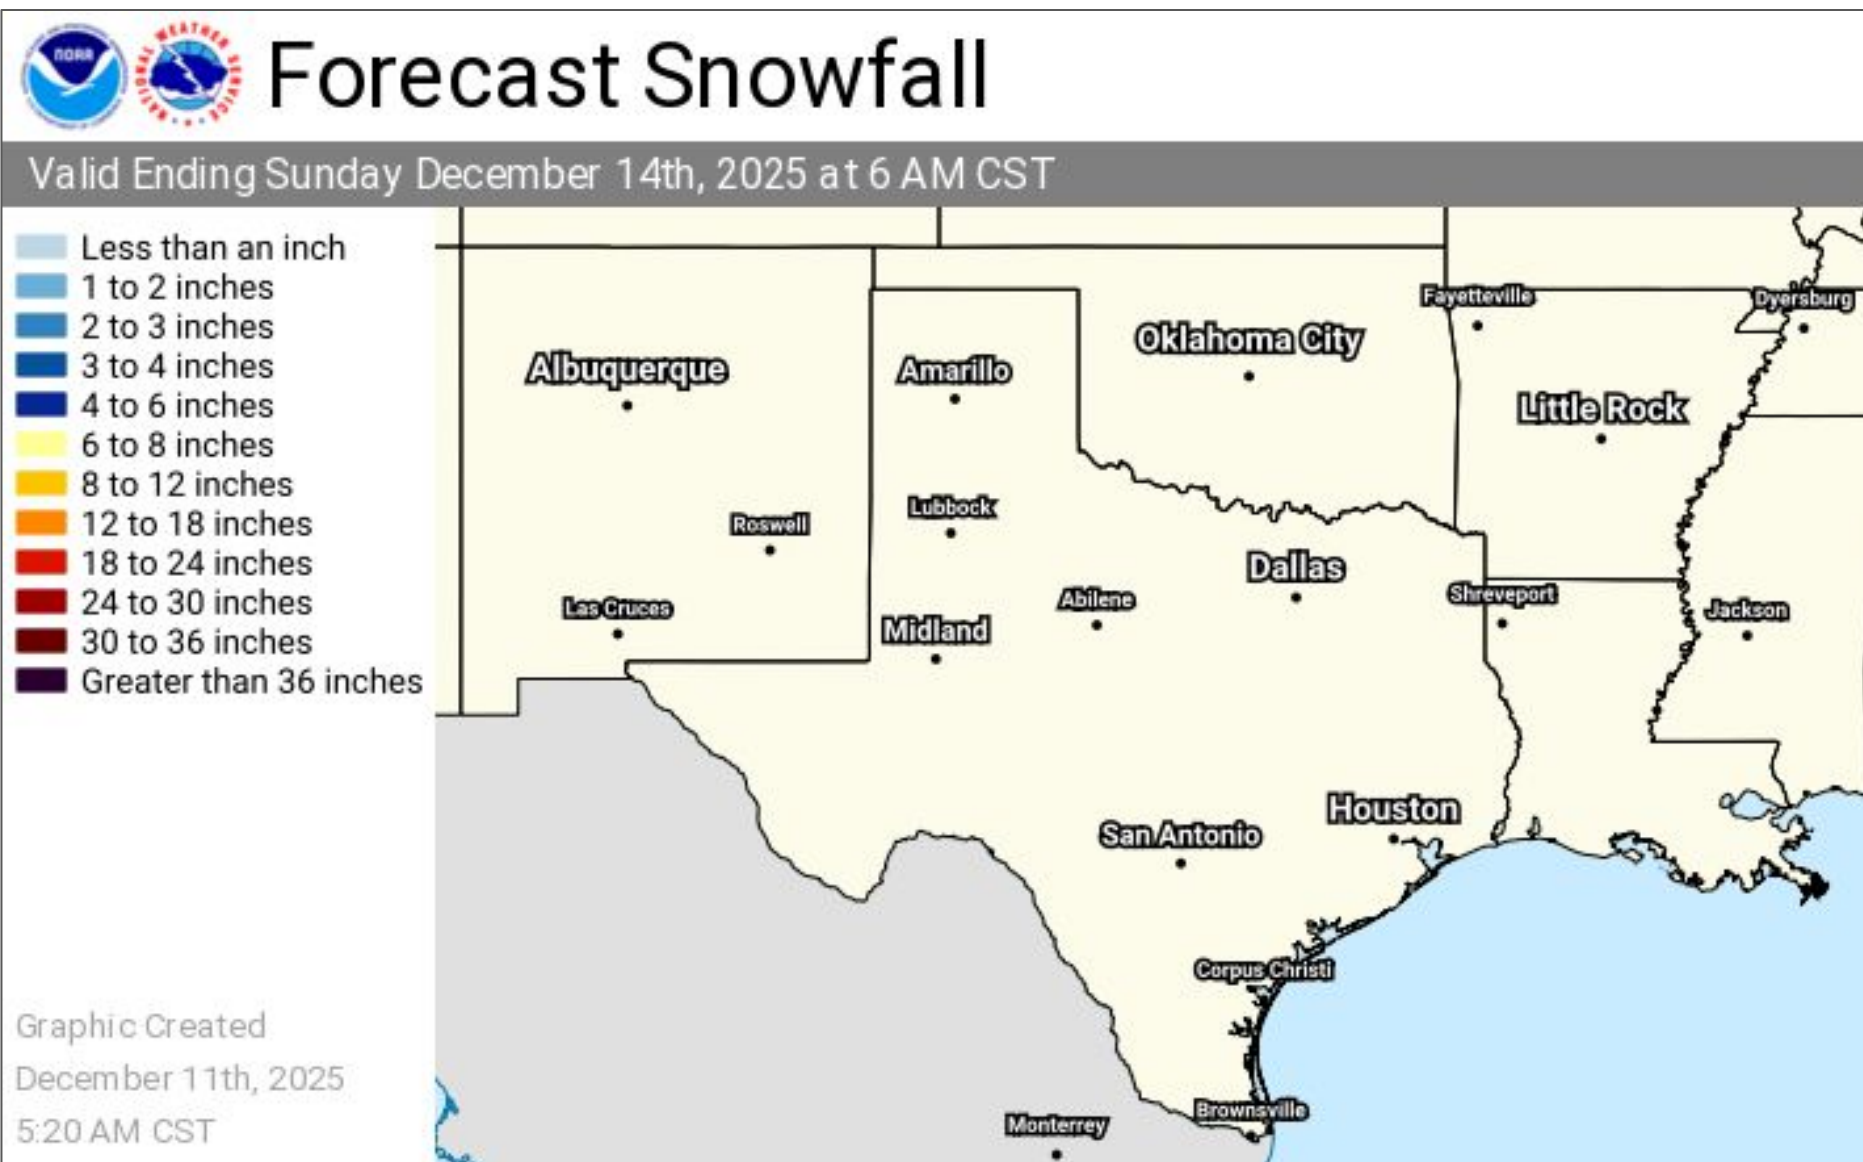 NOAA
NATIONAL WEATHER SERVICE
Forecast Snowfall
Valid Ending Sunday December 14th, 2025 at 6 AM CST
Less than an inch
1 to 2 inches
2 to 3 inches
3 to 4 inches
4 to 6 inches
6 to 8 inches
8 to 12 inches
12 to 18 inches
18 to 24 inches
24 to 30 inches
30 to 36 inches
Greater than 36 inches
Fayetteville
Dyersburg
Oklahoma City
Albuquerque
Amarillo
Little Rock
Lubbock
Roswell
Dallas
Shreveport
Abilene
Las Cruces
Jackson
Midland
Houston
San Antonio
Corpus Christi
Brownsville
Monterrey
Graphic Created
December 11th, 2025
5:20 AM CST